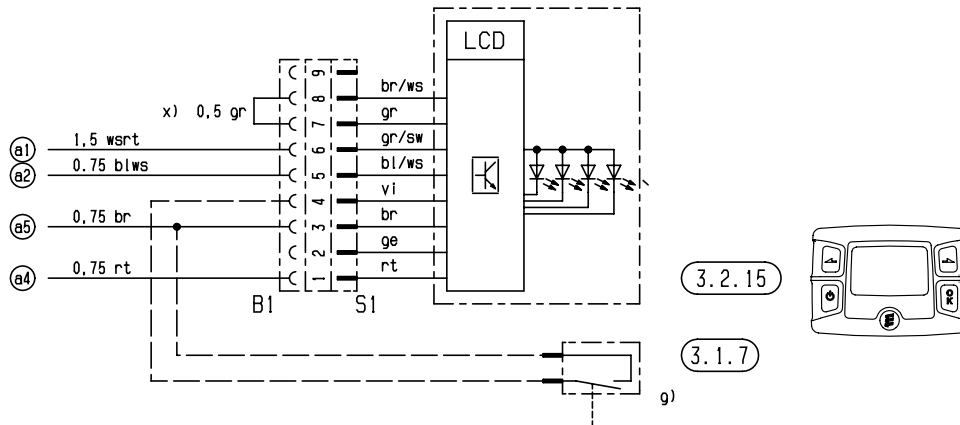 LCD
9
8
7
6
5
4
3
2
1
br/ws
gr
gr/sw
bl/ws
vi
br
ge
rt
x) 0,5 gr
a1 1,5 wsrt
a2 0.75 blws
a5 0,75 br
a4 0,75 rt
B1 S1
3.2.15
OK
3.1.7
g)